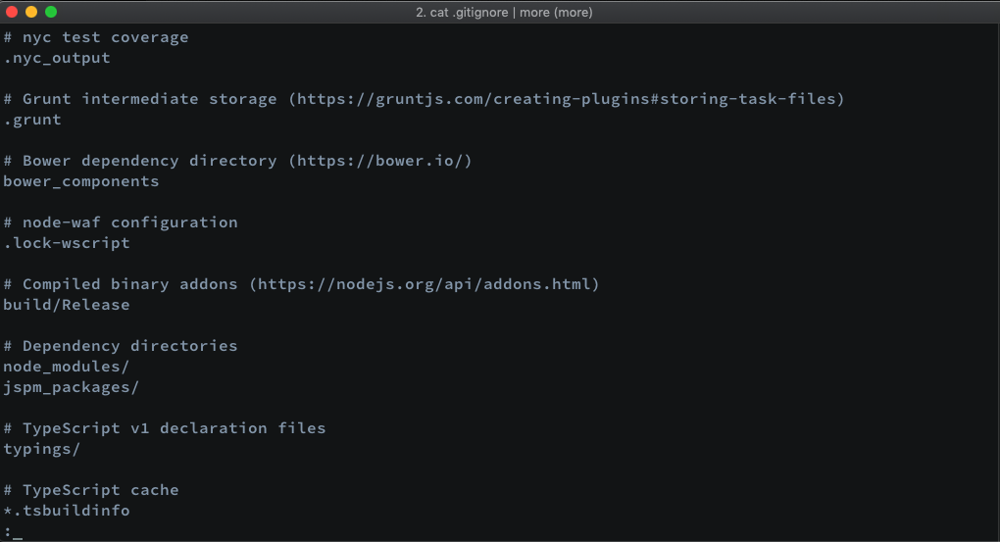 2. cat .gitignore | more (more)
# nyc test coverage
.nyc_output
# Grunt intermediate storage (https://gruntjs.com/creating-plugins#storing-task-files)
.grunt
# Bower dependency directory (https://bower.io/)
bower_components
# node-waf configuration
.lock-wscript
# Compiled binary addons (https://nodejs.org/api/addons.html)
build/Release
# Dependency directories
node_modules/
jspm_packages/
# TypeScript v1 declaration files
typings/
# TypeScript cache
*.tsbuildinfo
:_